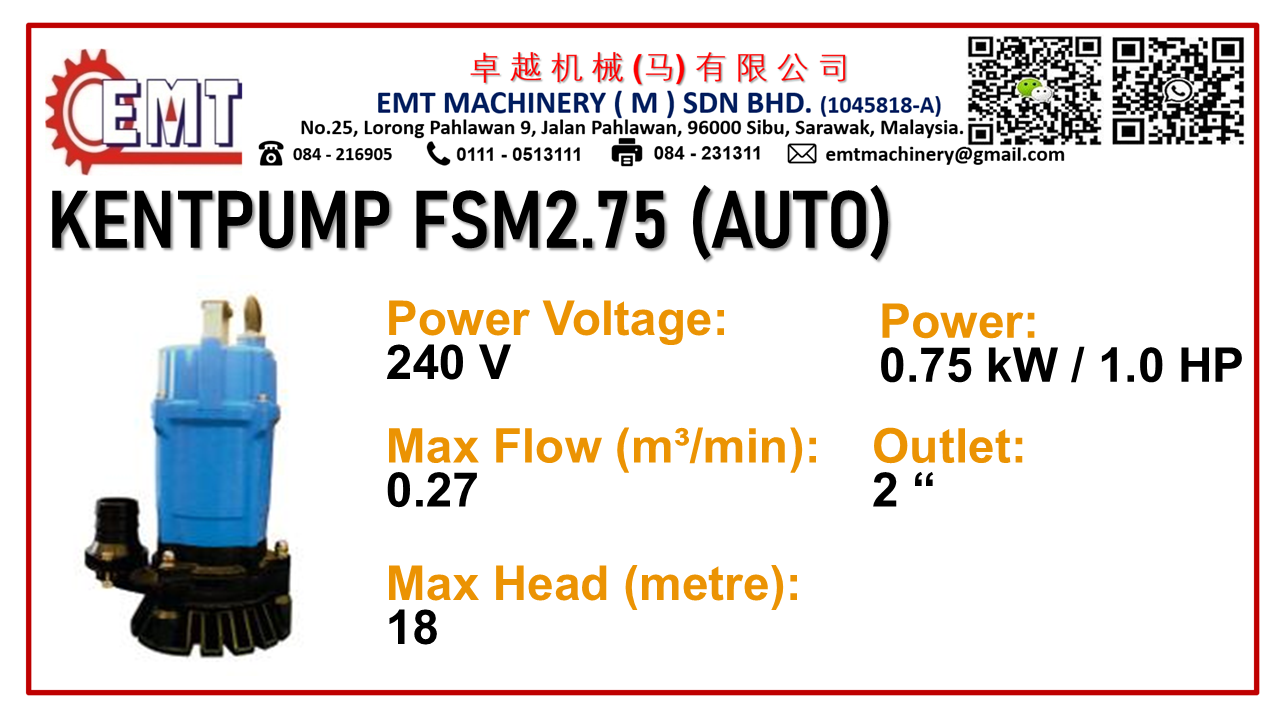 EMT
卓越机械(马)有限公司
EMT MACHINERY ( M ) SDN BHD. (1045818-A)
No.25, Lorong Pahlawan 9, Jalan Pahlawan, 96000 Sibu, Sarawak, Malaysia.
084 - 216905 0111 - 0513111 084 - 231311 emtmachinery@gmail.com
KENTPUMP FSM2.75 (AUTO)
Power Voltage:
240 V
Power:
0.75 kW / 1.0 HP
Max Flow (m³/min):
0.27
Outlet:
2 “
Max Head (metre):
18